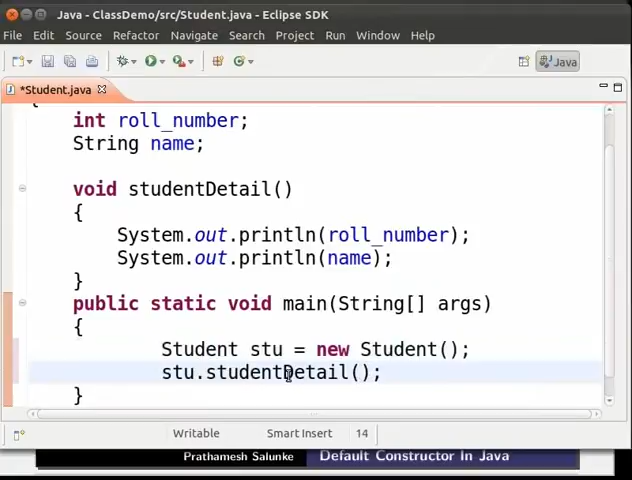 Java - ClassDemo/src/Student.java - Eclipse SDK
File Edit Source Refactor Navigate Search Project Run Window Help
Java
*Student.java
{
int roll_number;
String name;
void studentDetail()
{
System.out.println(roll_number);
System.out.println(name);
}
public static void main(String[] args)
{
Student stu = new Student();
stu.studentDetail();
}
Writable Smart Insert 14
Prathamesh Salunke Default Constructor In Java